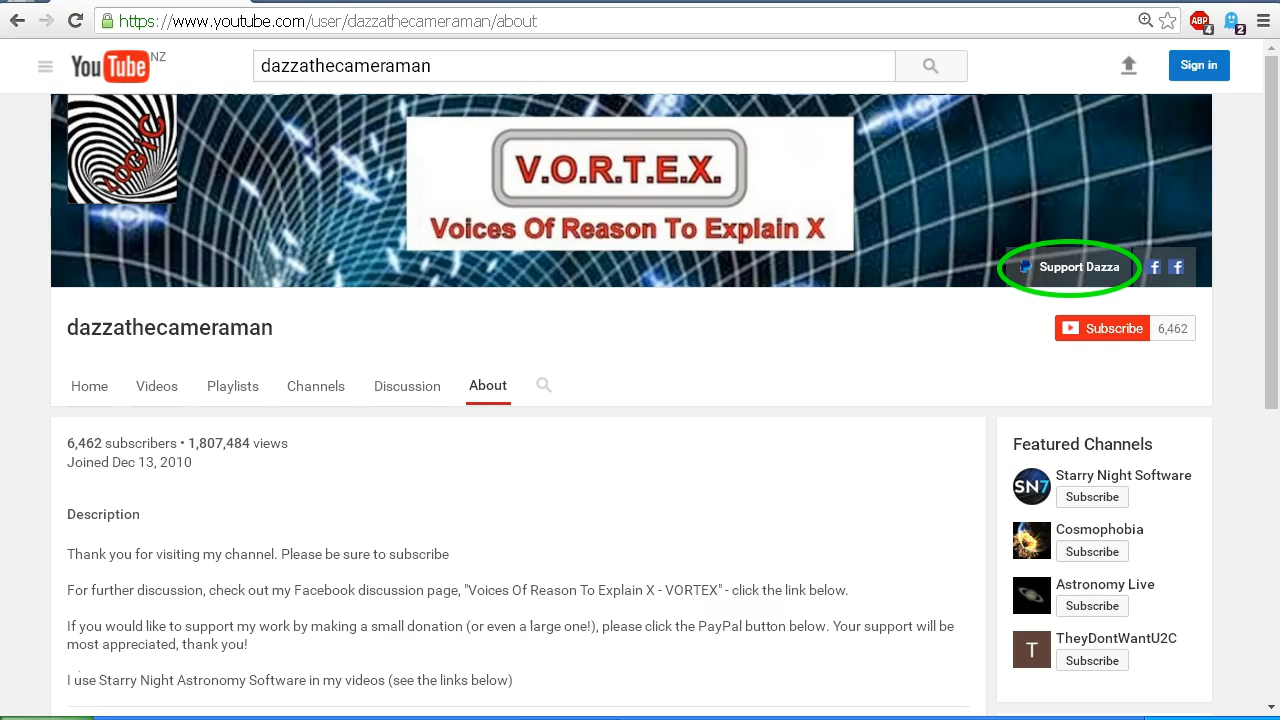 https://www.youtube.com/user/dazzathecameraman/about
ABP 4 2
YouTube NZ
dazzathecameraman
Sign in
LOGIC
V.O.R.T.E.X.
Voices Of Reason To Explain X
Support Dazza
dazzathecameraman
Subscribe 6,462
Home Videos Playlists Channels Discussion About
6,462 subscribers • 1,807,484 views
Joined Dec 13, 2010
Description
Thank you for visiting my channel. Please be sure to subscribe
For further discussion, check out my Facebook discussion page, "Voices Of Reason To Explain X - VORTEX" - click the link below.
If you would like to support my work by making a small donation (or even a large one!), please click the PayPal button below. Your support will be
most appreciated, thank you!
I use Starry Night Astronomy Software in my videos (see the links below)
Featured Channels
SN7
Starry Night Software
Subscribe
Cosmophobia
Subscribe
Astronomy Live
Subscribe
T
TheyDontWantU2C
Subscribe